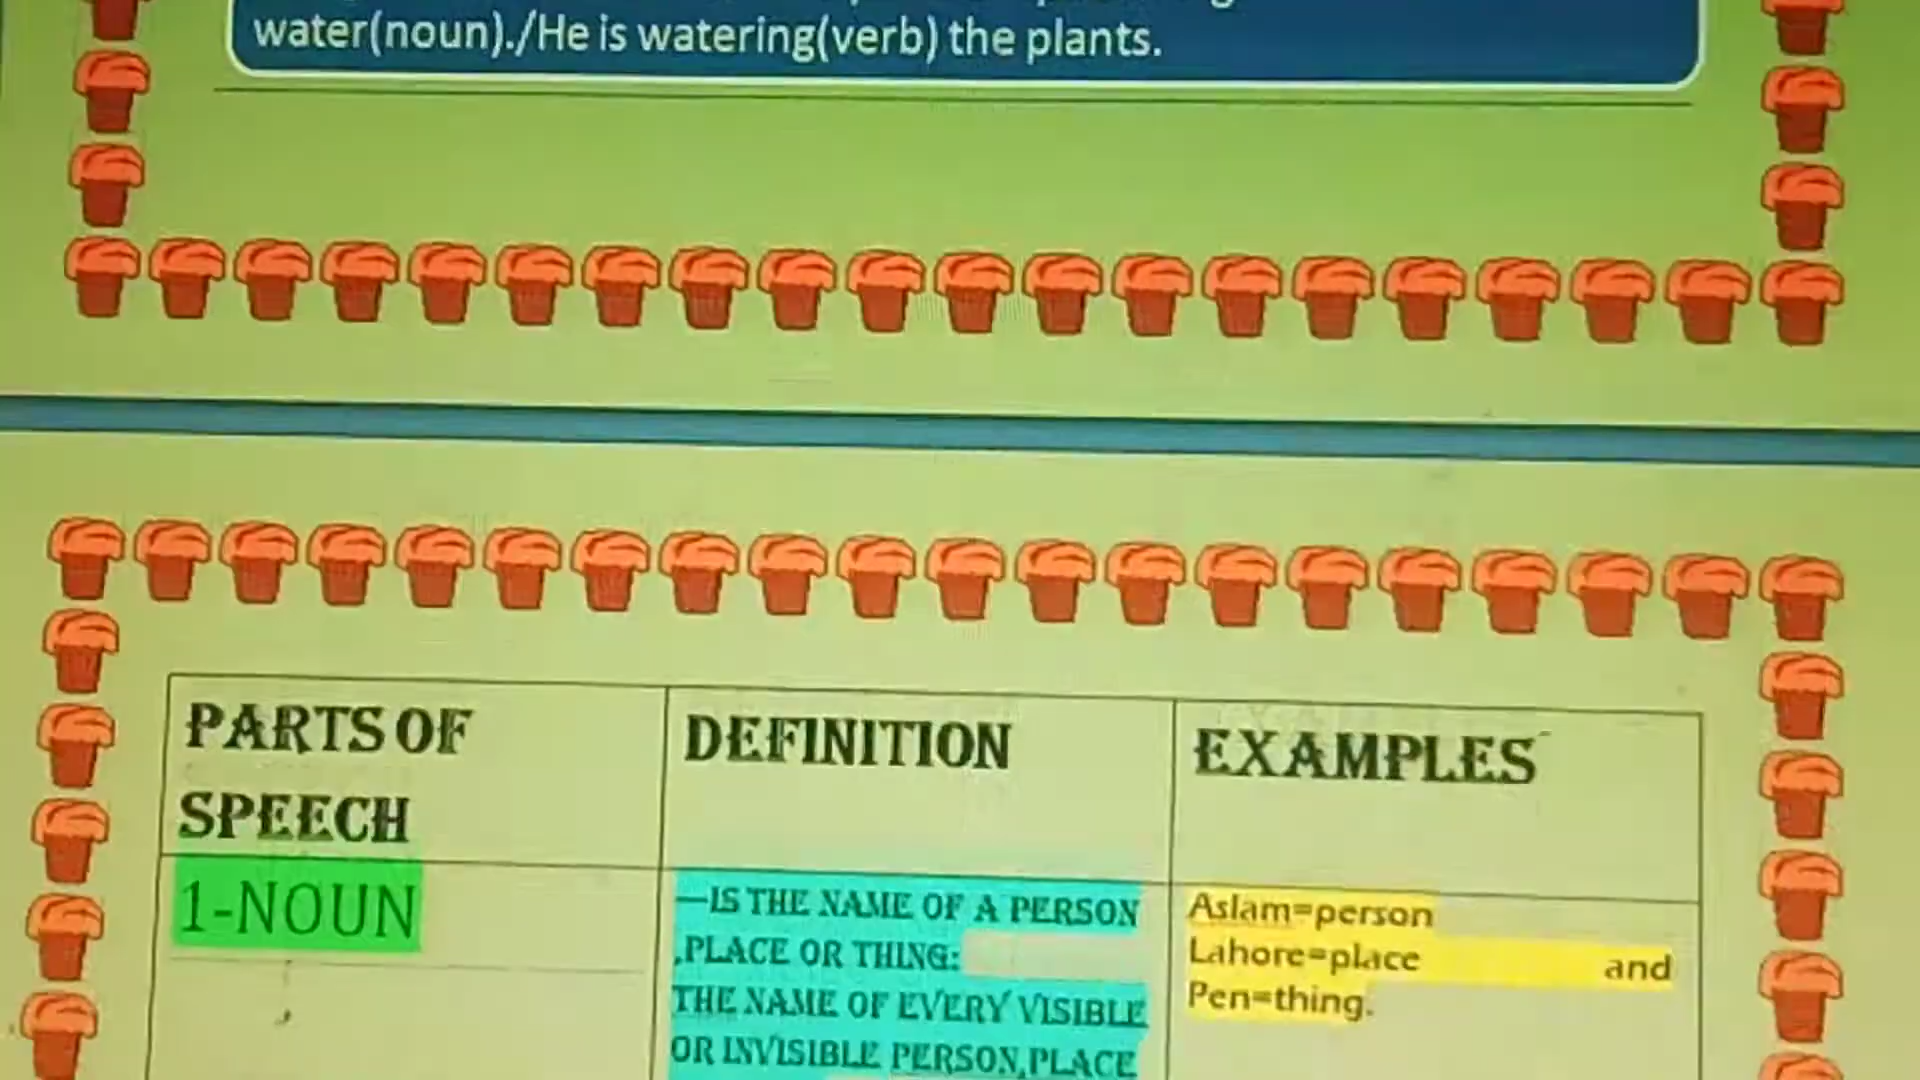 water(noun)./He is watering(verb) the plants.
PARTS OF
SPEECH
DEFINITION
EXAMPLES
1-NOUN
—IS THE NAME OF A PERSON
,PLACE OR THING:
THE NAME OF EVERY VISIBLE
OR INVISIBLE PERSON,PLACE
Aslam=person
Lahore=place and
Pen=thing.